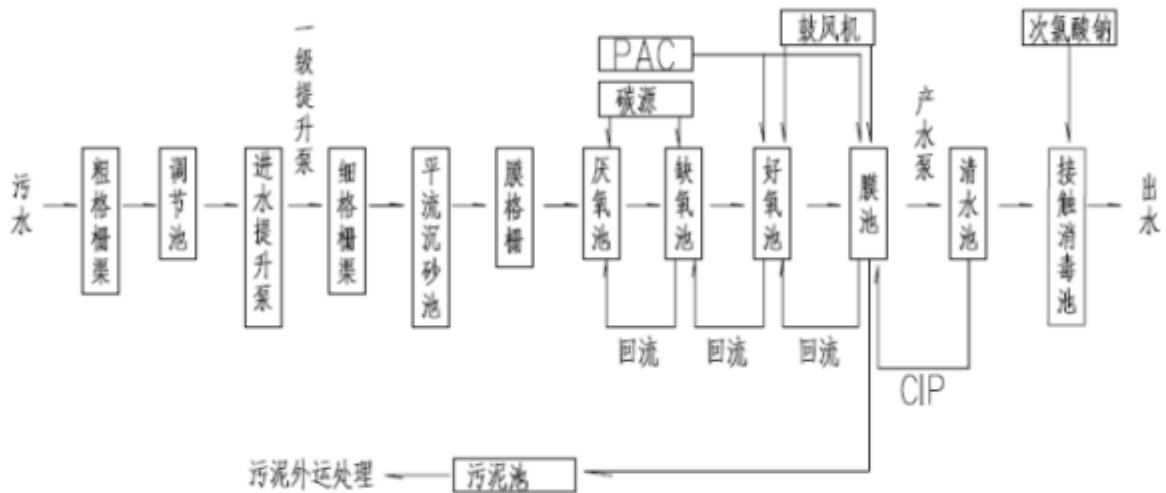 鼓风机
次氯酸钠
PAC
碳源
一级提升泵
产水泵
污水
粗格栅渠
调节池
进水提升泵
细格栅渠
平流沉砂池
膜格栅
厌氧池
缺氧池
好氧池
膜池
清水池
接触消毒池
出水
回流
回流
回流
CIP
污泥外运处理
污泥池